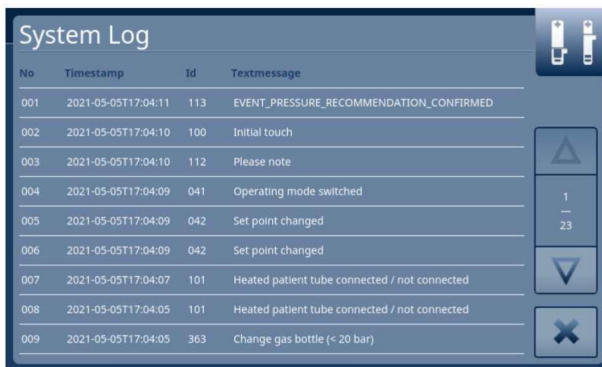 System Log
No Timestamp Id Textmessage
001 2021-05-05T17:04:11 113 EVENT_PRESSURE_RECOMMENDATION_CONFIRMED
002 2021-05-05T17:04:10 100 Initial touch
003 2021-05-05T17:04:10 112 Please note
004 2021-05-05T17:04:09 041 Operating mode switched
005 2021-05-05T17:04:09 042 Set point changed
006 2021-05-05T17:04:09 042 Set point changed
007 2021-05-05T17:04:07 101 Heated patient tube connected / not connected
008 2021-05-05T17:04:05 101 Heated patient tube connected / not connected
009 2021-05-05T17:04:05 363 Change gas bottle (< 20 bar)
1
23